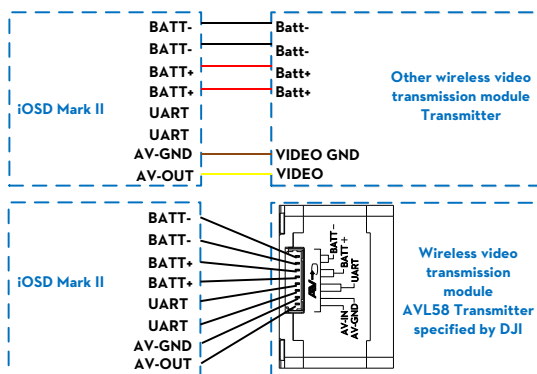 BATT-
BATT-
BATT+
BATT+
UART
UART
AV-GND
AV-OUT
iOSD Mark II
Batt-
Batt-
Batt+
Batt+
VIDEO GND
VIDEO
Other wireless video
transmission module
Transmitter
BATT-
BATT-
BATT+
BATT+
UART
UART
AV-GND
AV-OUT
iOSD Mark II
BATT-
BATT+
UART
AV-IN
AV-GND
Wireless video
transmission
module
AVL58 Transmitter
specified by DJI